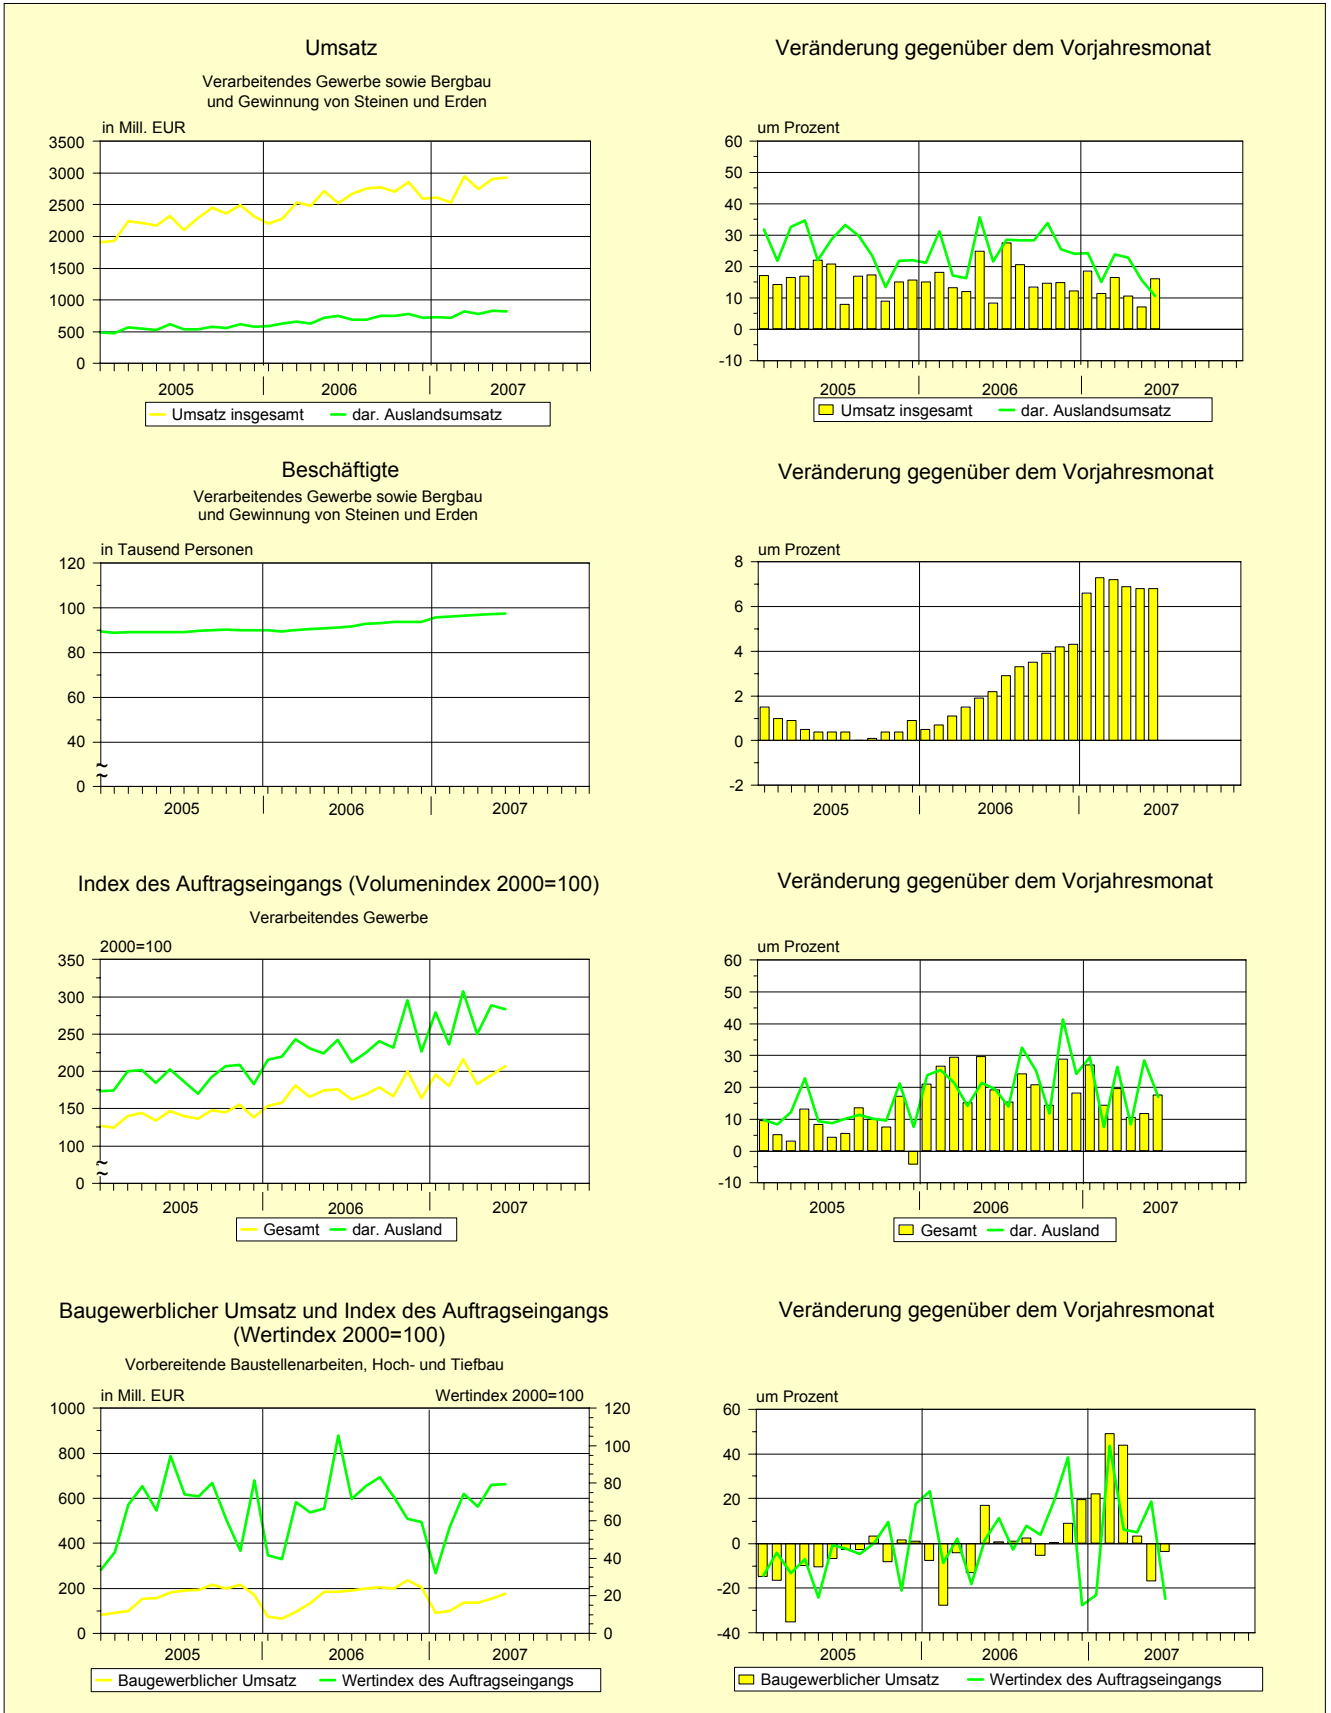 Umsatz
Verarbeitendes Gewerbe sowie Bergbau
und Gewinnung von Steinen und Erden
in Mill. EUR
3500
3000
2500
2000
1500
1000
500
0
2005 2006 2007
Umsatz insgesamt dar. Auslandsumsatz
Veränderung gegenüber dem Vorjahresmonat
um Prozent
60
50
40
30
20
10
0
-10
2005 2006 2007
Umsatz insgesamt dar. Auslandsumsatz
Beschäftigte
Verarbeitendes Gewerbe sowie Bergbau
und Gewinnung von Steinen und Erden
in Tausend Personen
120
100
80
60
40
0
2005 2006 2007
Veränderung gegenüber dem Vorjahresmonat
um Prozent
8
6
4
2
0
-2
2005 2006 2007
Index des Auftragseingangs (Volumenindex 2000=100)
Verarbeitendes Gewerbe
2000=100
350
300
250
200
150
100
0
2005 2006 2007
Gesamt dar. Ausland
Veränderung gegenüber dem Vorjahresmonat
um Prozent
60
50
40
30
20
10
0
-10
2005 2006 2007
Gesamt dar. Ausland
Baugewerblicher Umsatz und Index des Auftragseingangs
(Wertindex 2000=100)
Vorbereitende Baustellenarbeiten, Hoch- und Tiefbau
in Mill. EUR Wertindex 2000=100
1000
800
600
400
200
0
120
100
80
60
40
20
0
2005 2006 2007
Baugewerblicher Umsatz Wertindex des Auftragseingangs
Veränderung gegenüber dem Vorjahresmonat
um Prozent
60
40
20
0
-20
-40
2005 2006 2007
Baugewerblicher Umsatz Wertindex des Auftragseingangs